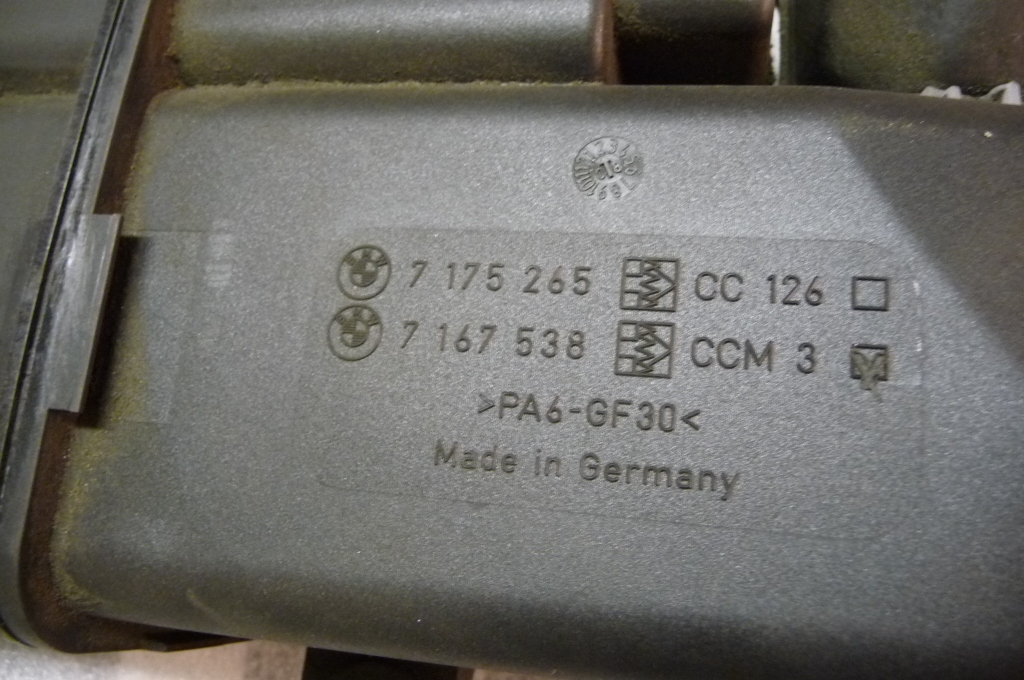 7 175 265 CC 126
7 167 538 CCM 3
>PA6-GF30<
Made in Germany